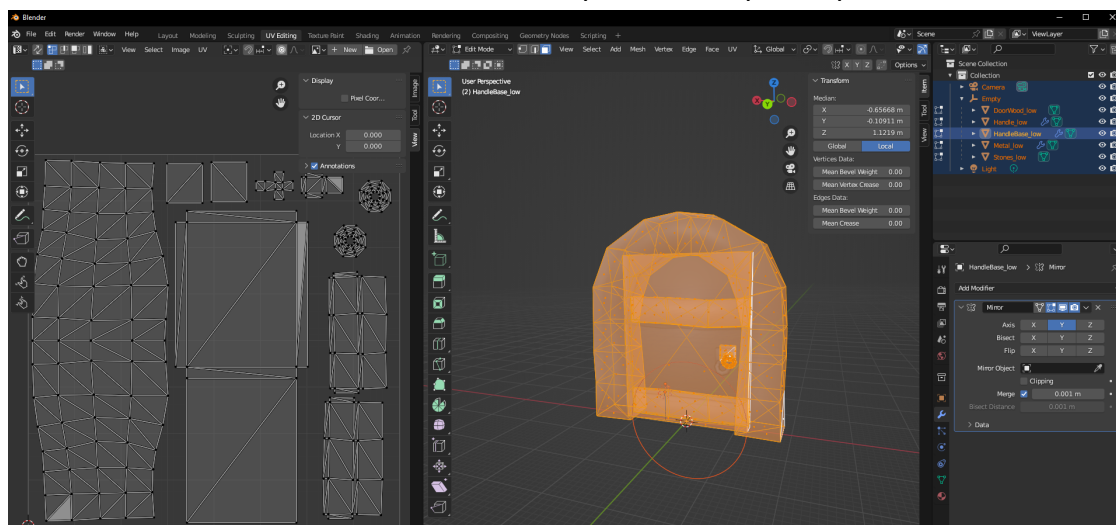 Blender
File Edit Render Window Help Layout Modeling Sculpting UV Editing Texture Paint Shading Animation Rendering Compositing Geometry Nodes Scripting + Scene ViewLayer
View Select Image UV + New Open Edit Mode View Select Add Mesh Vertex Edge Face UV Global
X Y Z Options
Display
Pixel Coor...
2D Cursor
Location X 0.000
Y 0.000
Annotations
Image
Tool
View
User Perspective
(2) HandleBase_low
Z
Y
X
Transform
Median:
X -0.65668 m
Y -0.10911 m
Z 1.1219 m
Global Local
Vertices Data:
Mean Bevel Weight 0.00
Mean Vertex Crease 0.00
Edges Data:
Mean Bevel Weight 0.00
Mean Crease 0.00
Item
Tool
View
Scene Collection
Collection
Camera
Empty
DoorWood_low
Handle_low
HandleBase_low
Metal_low
Stones_low
Light
HandleBase_low > Mirror
Add Modifier
Mirror
Axis X Y Z
Bisect X Y Z
Flip X Y Z
Mirror Object
Clipping
Merge 0.001 m
Bisect Distance 0.001 m
Data